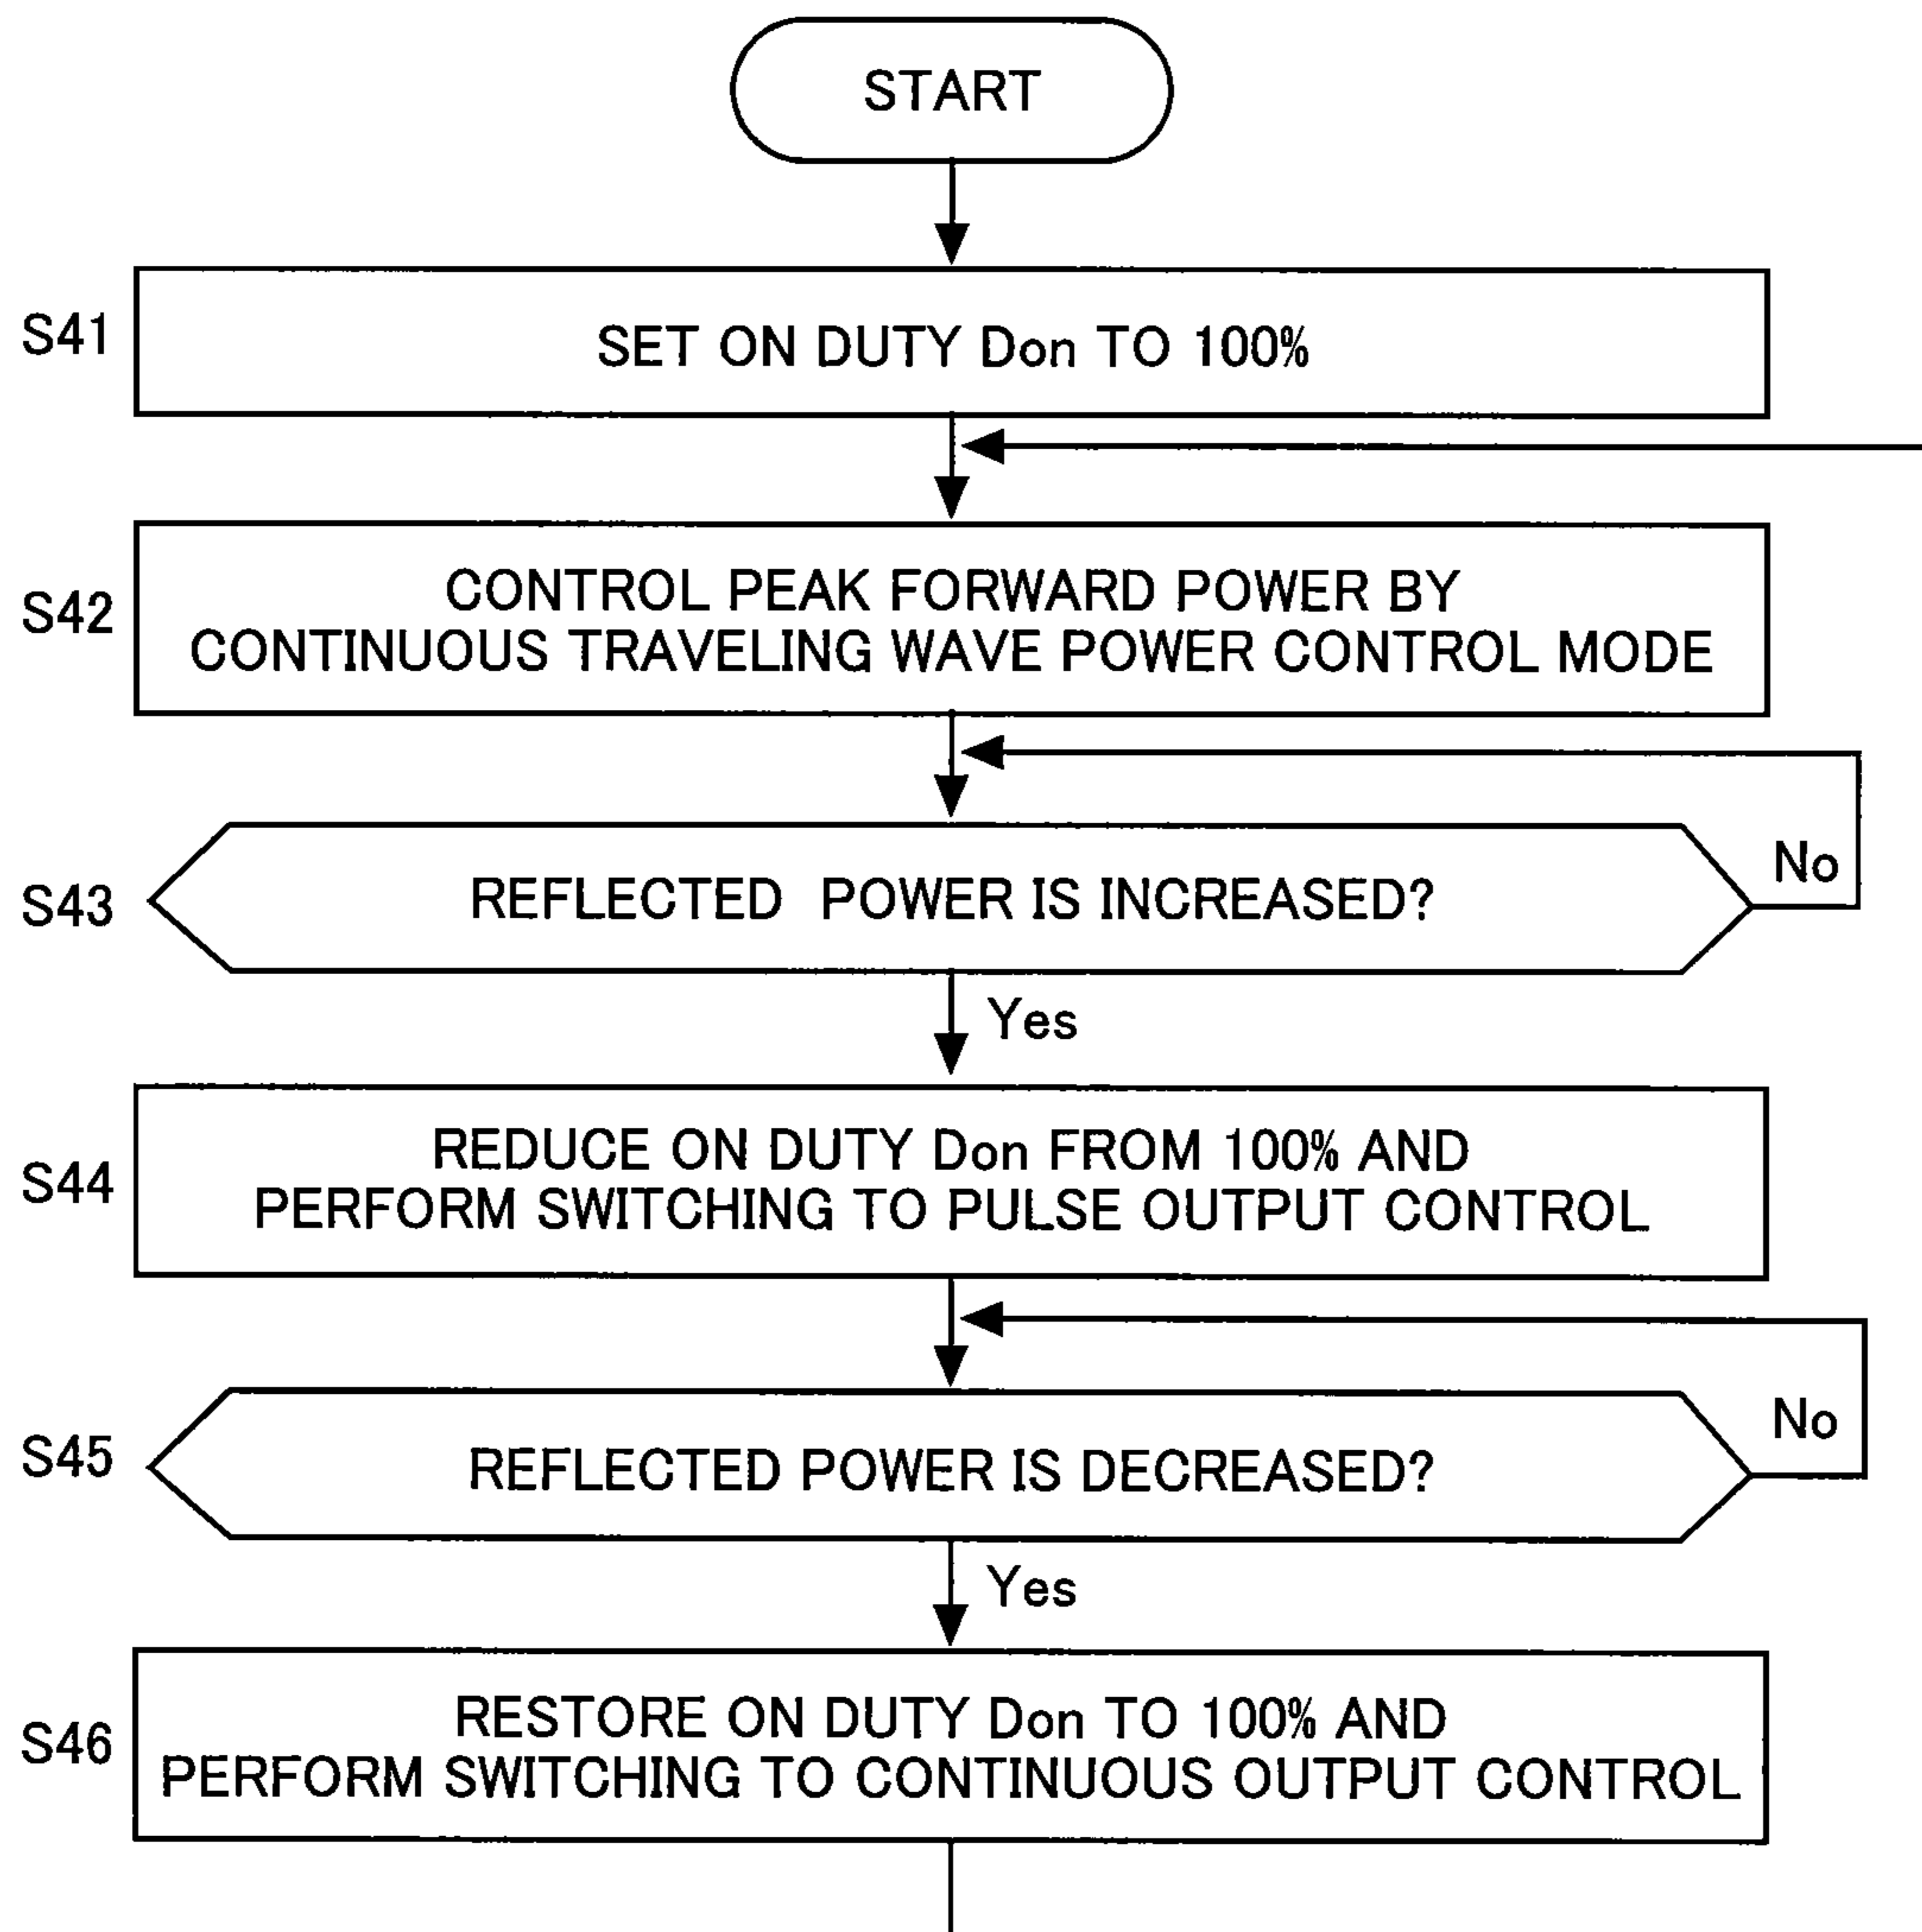 START
S41
SET ON DUTY Don TO 100%
S42
CONTROL PEAK FORWARD POWER BY
CONTINUOUS TRAVELING WAVE POWER CONTROL MODE
S43
REFLECTED POWER IS INCREASED?
No
Yes
S44
REDUCE ON DUTY Don FROM 100% AND
PERFORM SWITCHING TO PULSE OUTPUT CONTROL
S45
REFLECTED POWER IS DECREASED?
No
Yes
S46
RESTORE ON DUTY Don TO 100% AND
PERFORM SWITCHING TO CONTINUOUS OUTPUT CONTROL